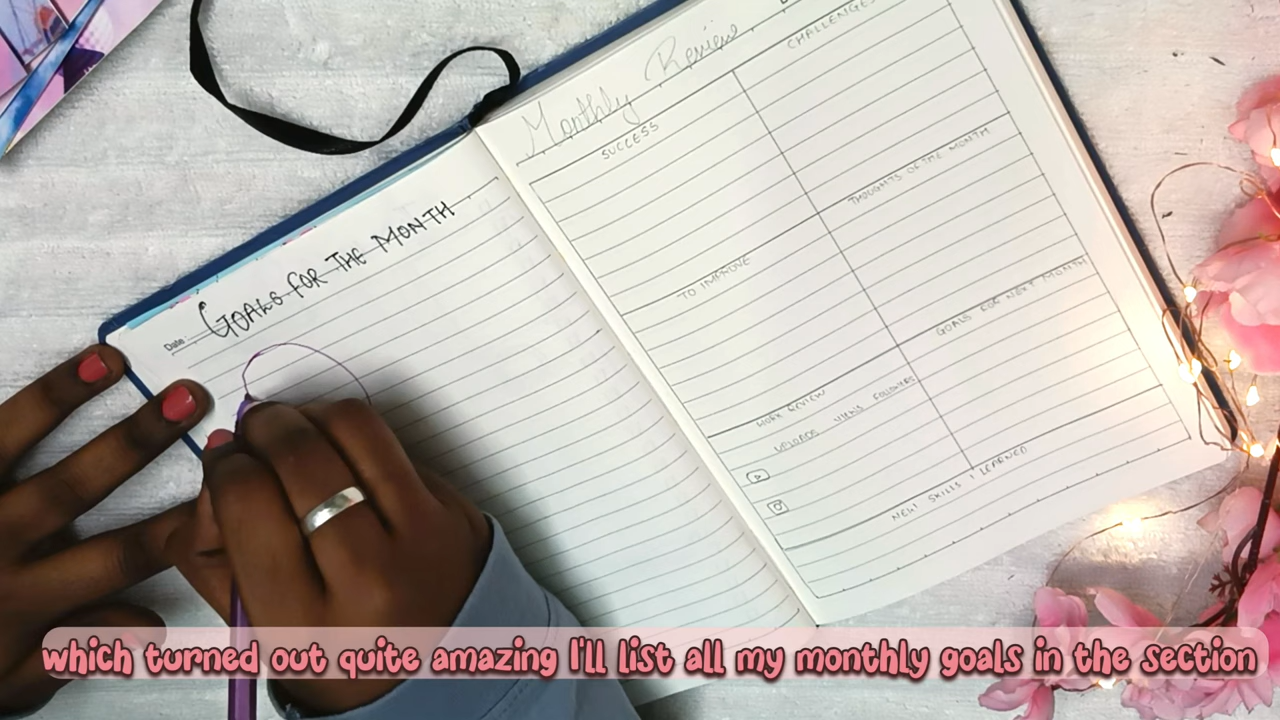 Date
GOALS FOR THE MONTH
Monthly Review
SUCCESS
CHALLENGES
TO IMPROVE
THOUGHTS OF THE MONTH
GOALS FOR NEXT MONTH
WORK REVIEW
UPLOADS VIEWS FOLLOWERS
NEW SKILLS I LEARNED
which turned out quite amazing I'll list all my monthly goals in the section